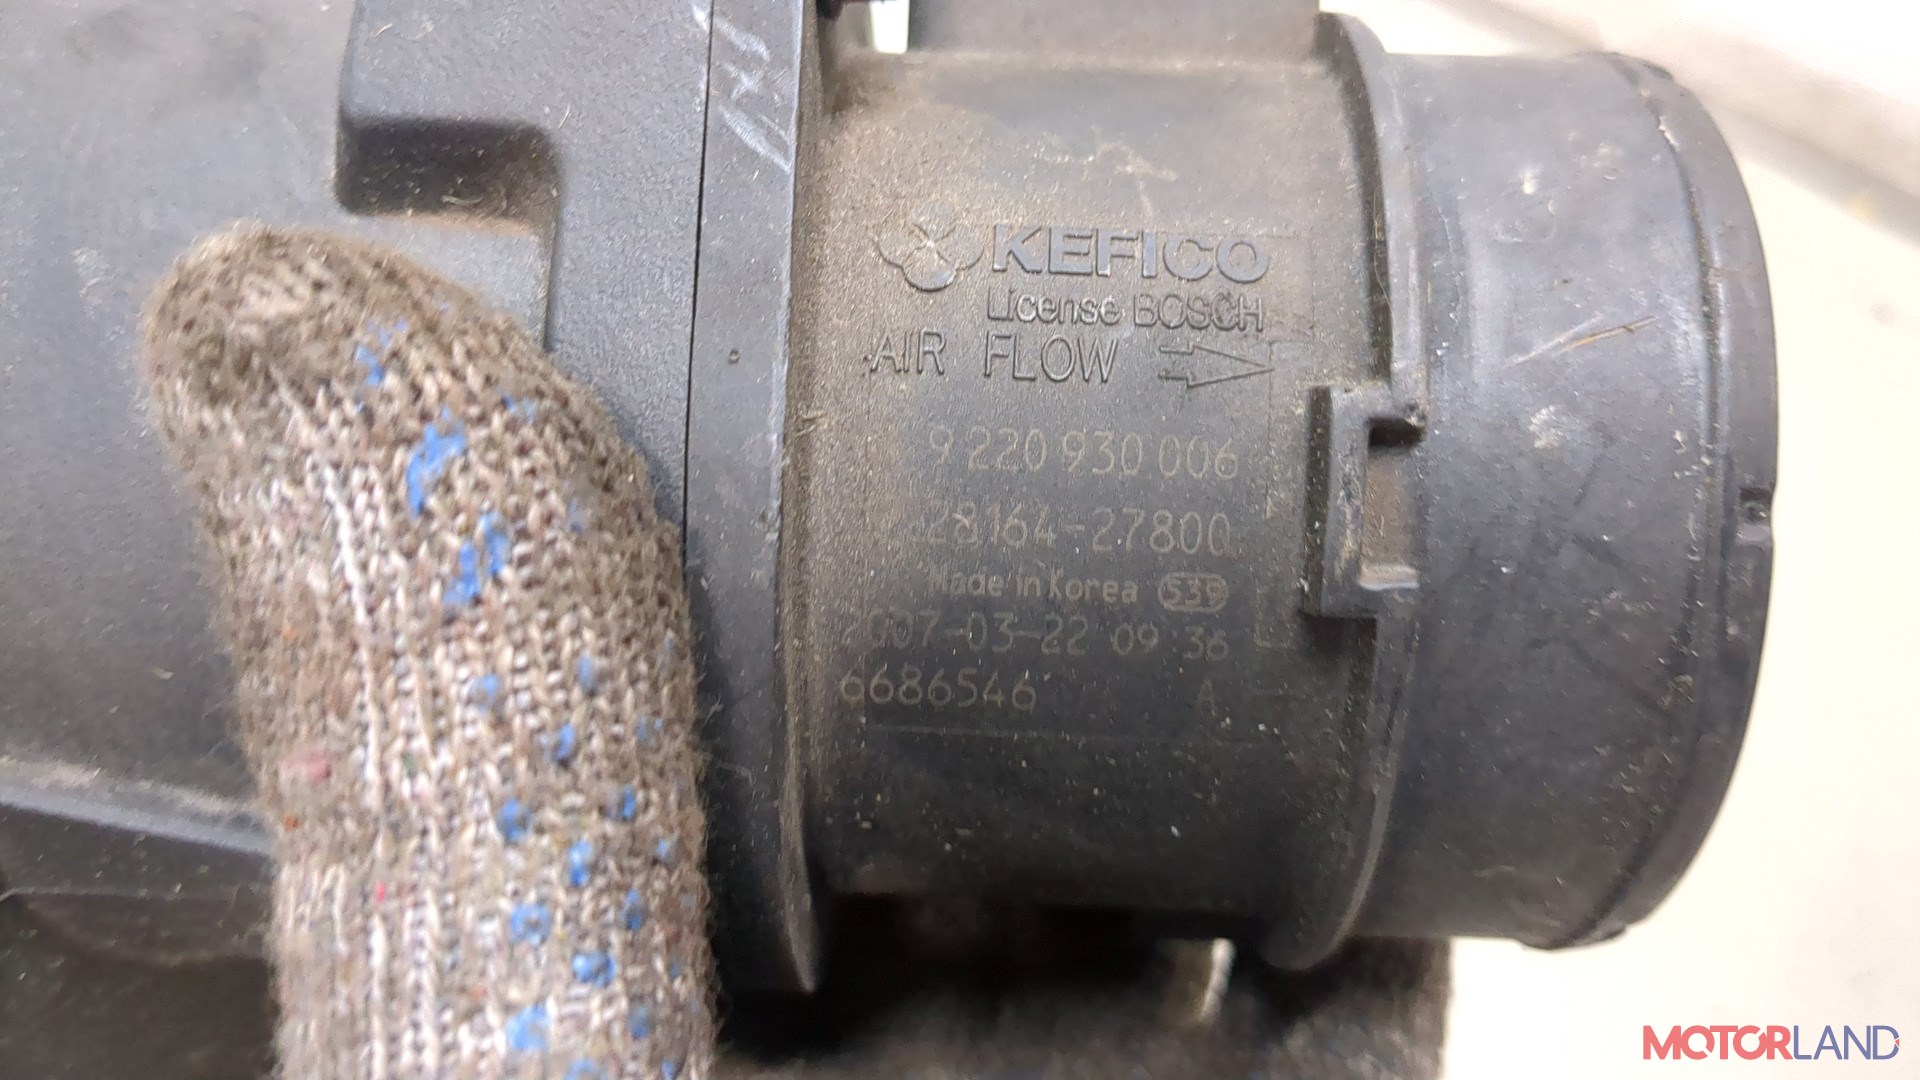 KEFICO
License BOSCH
AIR FLOW
9 220 930 006
28164-27800
Made in Korea 539
2007-03-22 09 36
6686546 A
MOTORLAND